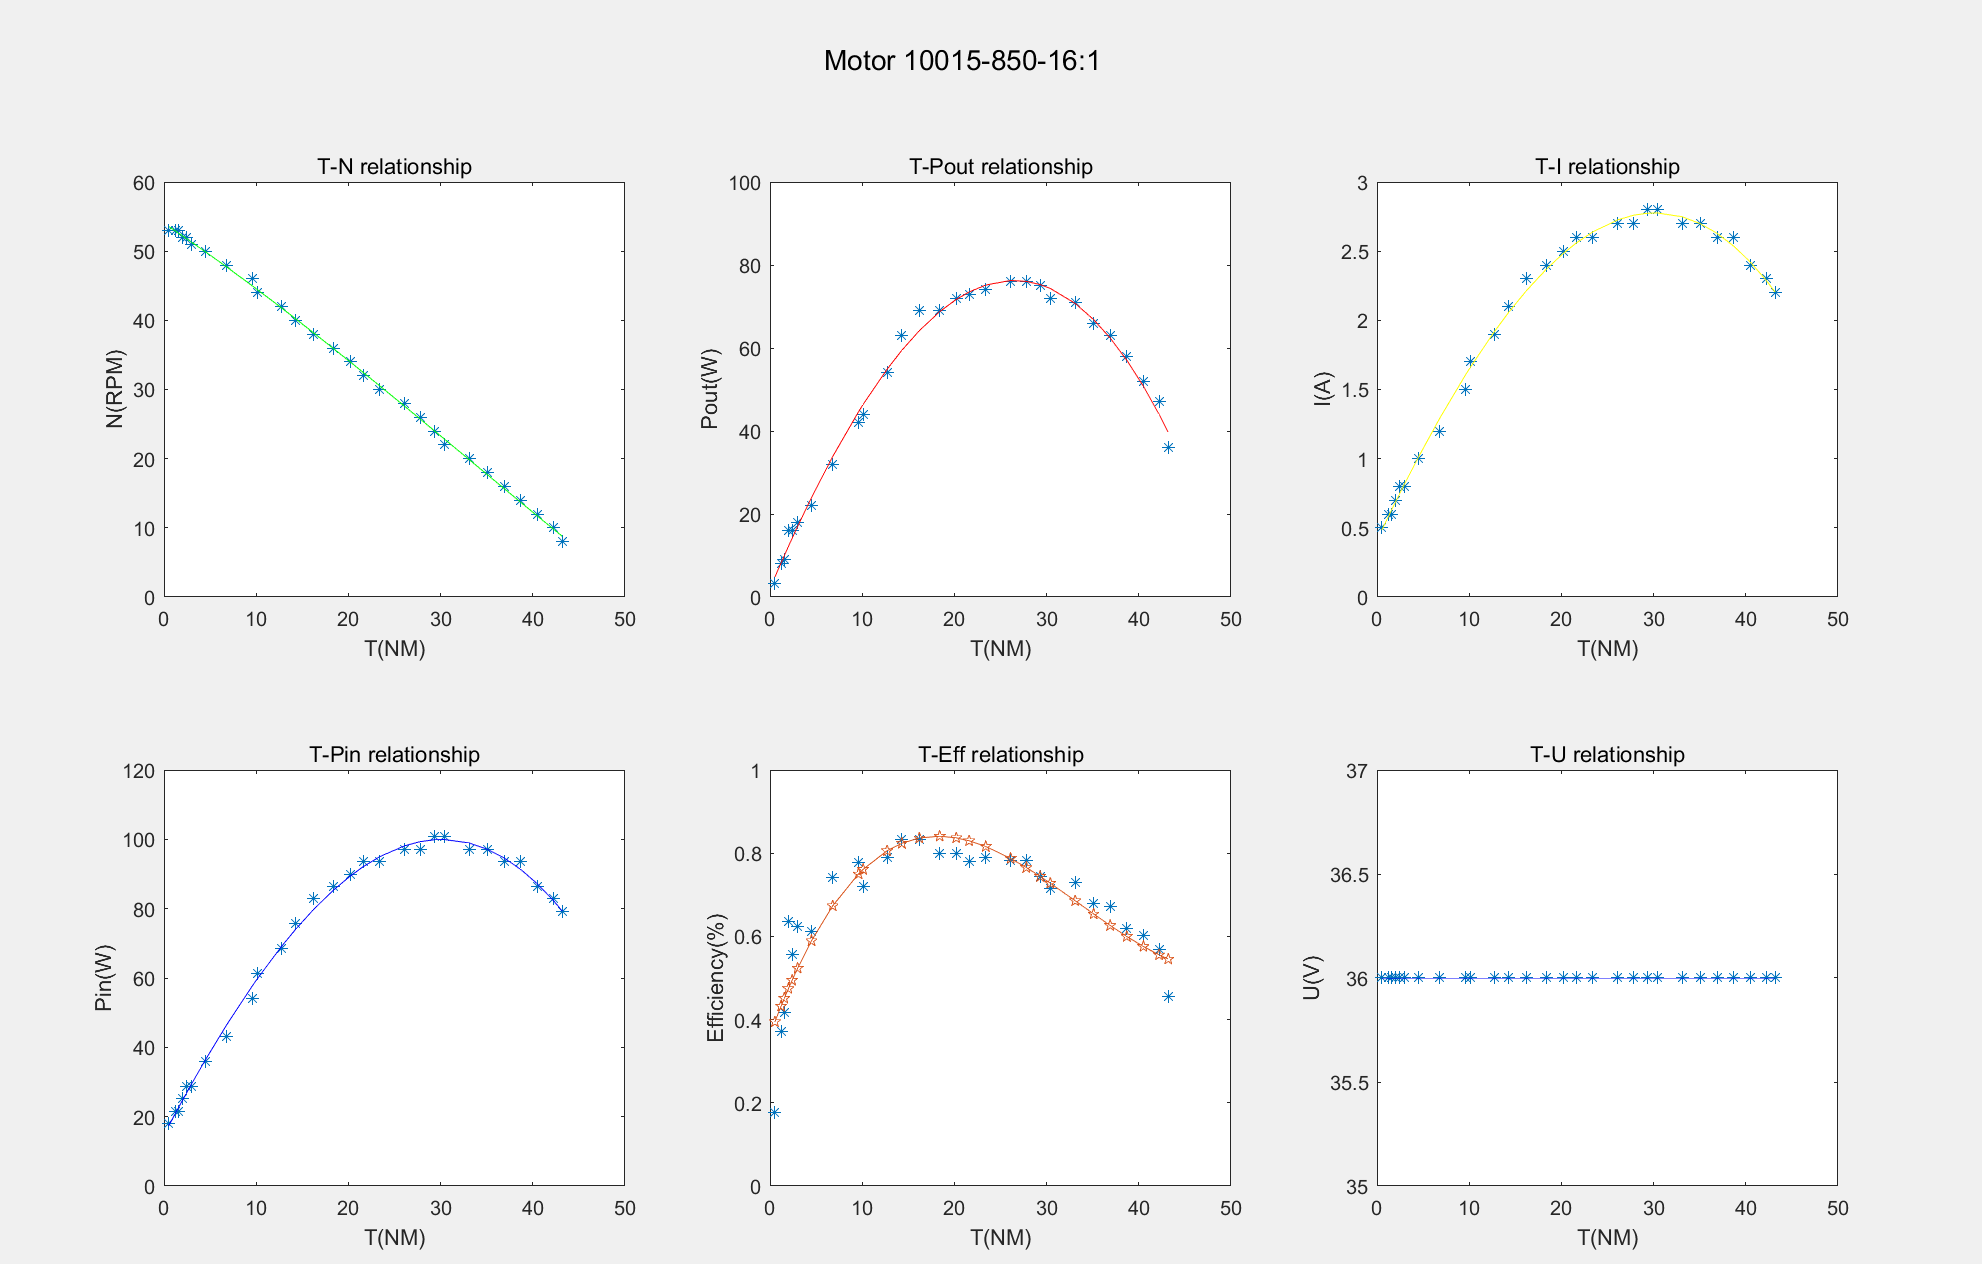 Motor 10015-850-16:1
T-N relationship
60
50
40
30
20
10
0
N(RPM)
0 10 20 30 40 50
T(NM)
T-Pout relationship
100
80
60
40
20
0
Pout(W)
0 10 20 30 40 50
T(NM)
T-I relationship
3
2.5
2
1.5
1
0.5
0
I(A)
0 10 20 30 40 50
T(NM)
T-Pin relationship
120
100
80
60
40
20
0
Pin(W)
0 10 20 30 40 50
T(NM)
T-Eff relationship
1
0.8
0.6
0.4
0.2
0
Efficiency(%)
0 10 20 30 40 50
T(NM)
T-U relationship
37
36.5
36
35.5
35
U(V)
0 10 20 30 40 50
T(NM)